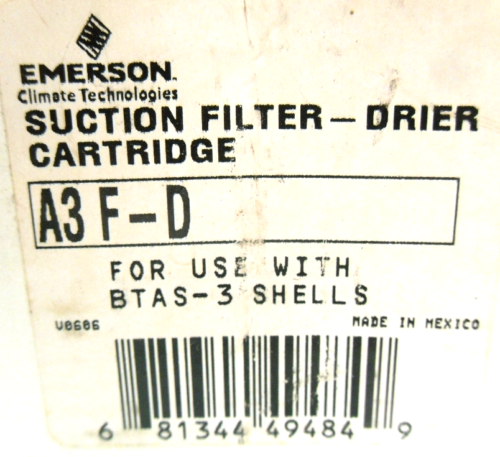 EMERSON.
Climate Technologies
SUCTION FILTER – DRIER
CARTRIDGE
A3 F-D
FOR USE WITH
BTAS-3 SHELLS
V0606 MADE IN MEXICO
6 81344 49484 9